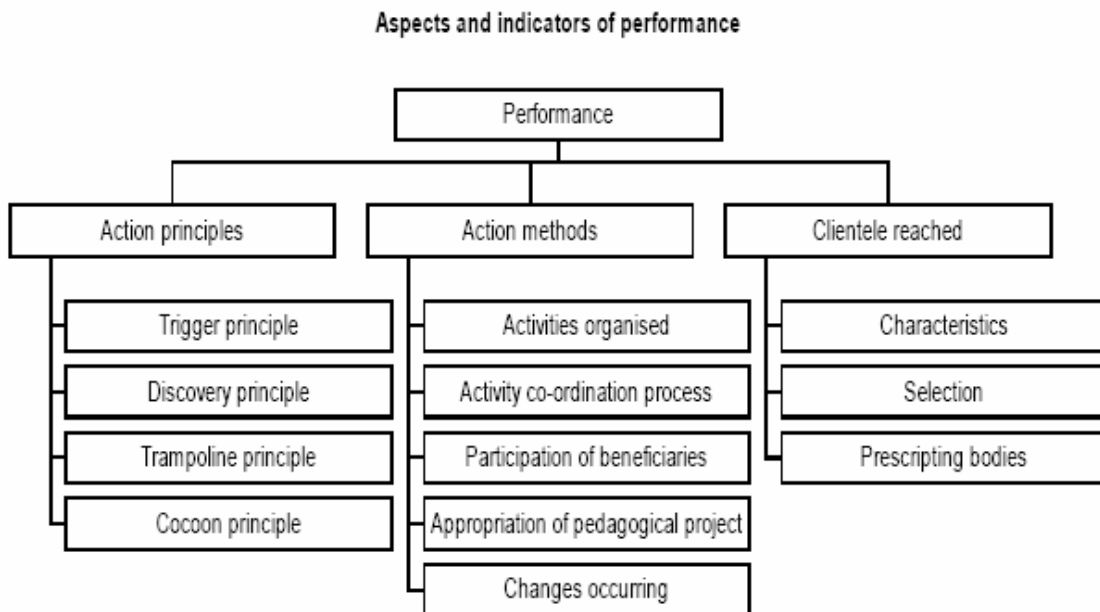 Aspects and indicators of performance
Performance
Action principles
Action methods
Clientele reached
Trigger principle
Discovery principle
Trampoline principle
Cocoon principle
Activities organised
Activity co-ordination process
Participation of beneficiaries
Appropriation of pedagogical project
Changes occurring
Characteristics
Selection
Prescripting bodies